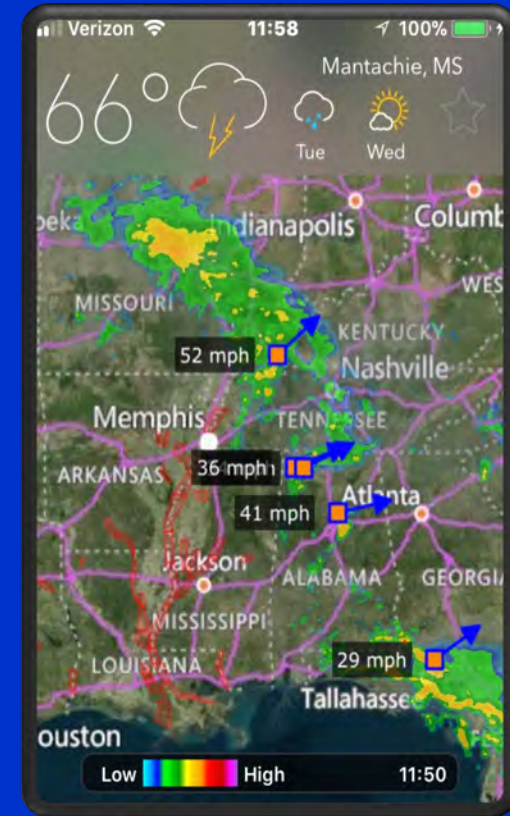 Verizon 11:58 100%
Mantachie, MS
66°
Tue Wed
Indianapolis Columb
WES
MISSOURI
KENTUCKY
52 mph
Nashville
Memphis
TENNESSEE
ARKANSAS
36 mph
Atlanta
41 mph
Jackson
ALABAMA GEORGIA
MISSISSIPPI
29 mph
LOUISIANA
Tallahasse
ouston
Low High 11:50